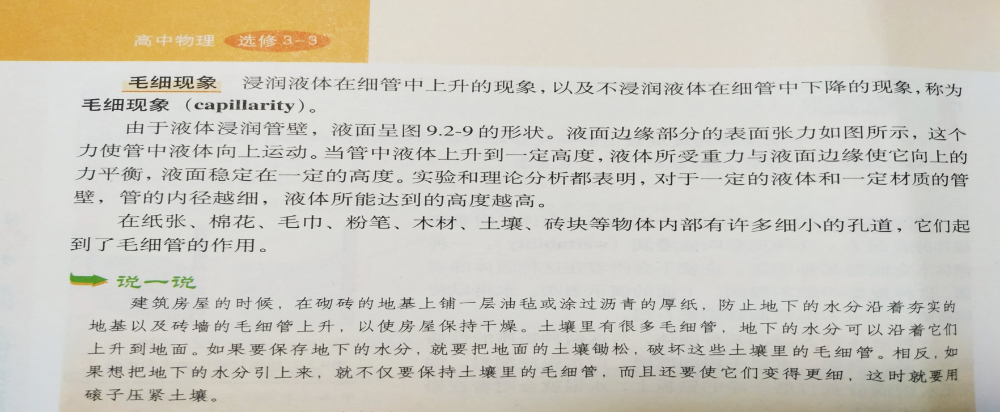 高中物理 选修3-3
毛细现象 浸润液体在细管中上升的现象，以及不浸润液体在细管中下降的现象，称为
毛细现象（capillarity）。
由于液体浸润管壁，液面呈图9.2-9的形状。液面边缘部分的表面张力如图所示，这个
力使管中液体向上运动。当管中液体上升到一定高度，液体所受重力与液面边缘使它向上的
力平衡，液面稳定在一定的高度。实验和理论分析都表明，对于一定的液体和一定材质的管
壁，管的内径越细，液体所能达到的高度越高。
在纸张、棉花、毛巾、粉笔、木材、土壤、砖块等物体内部有许多细小的孔道，它们起
到了毛细管的作用。
说一说
建筑房屋的时候，在砌砖的地基上铺一层油毡或涂过沥青的厚纸，防止地下的水分沿着夯实的
地基以及砖墙的毛细管上升，以使房屋保持干燥。土壤里有很多毛细管，地下的水分可以沿着它们
上升到地面。如果要保存地下的水分，就要把地面的土壤锄松，破坏这些土壤里的毛细管。相反，如
果想把地下的水分引上来，就不仅要保持土壤里的毛细管，而且还要使它们变得更细，这时就要用
磙子压紧土壤。